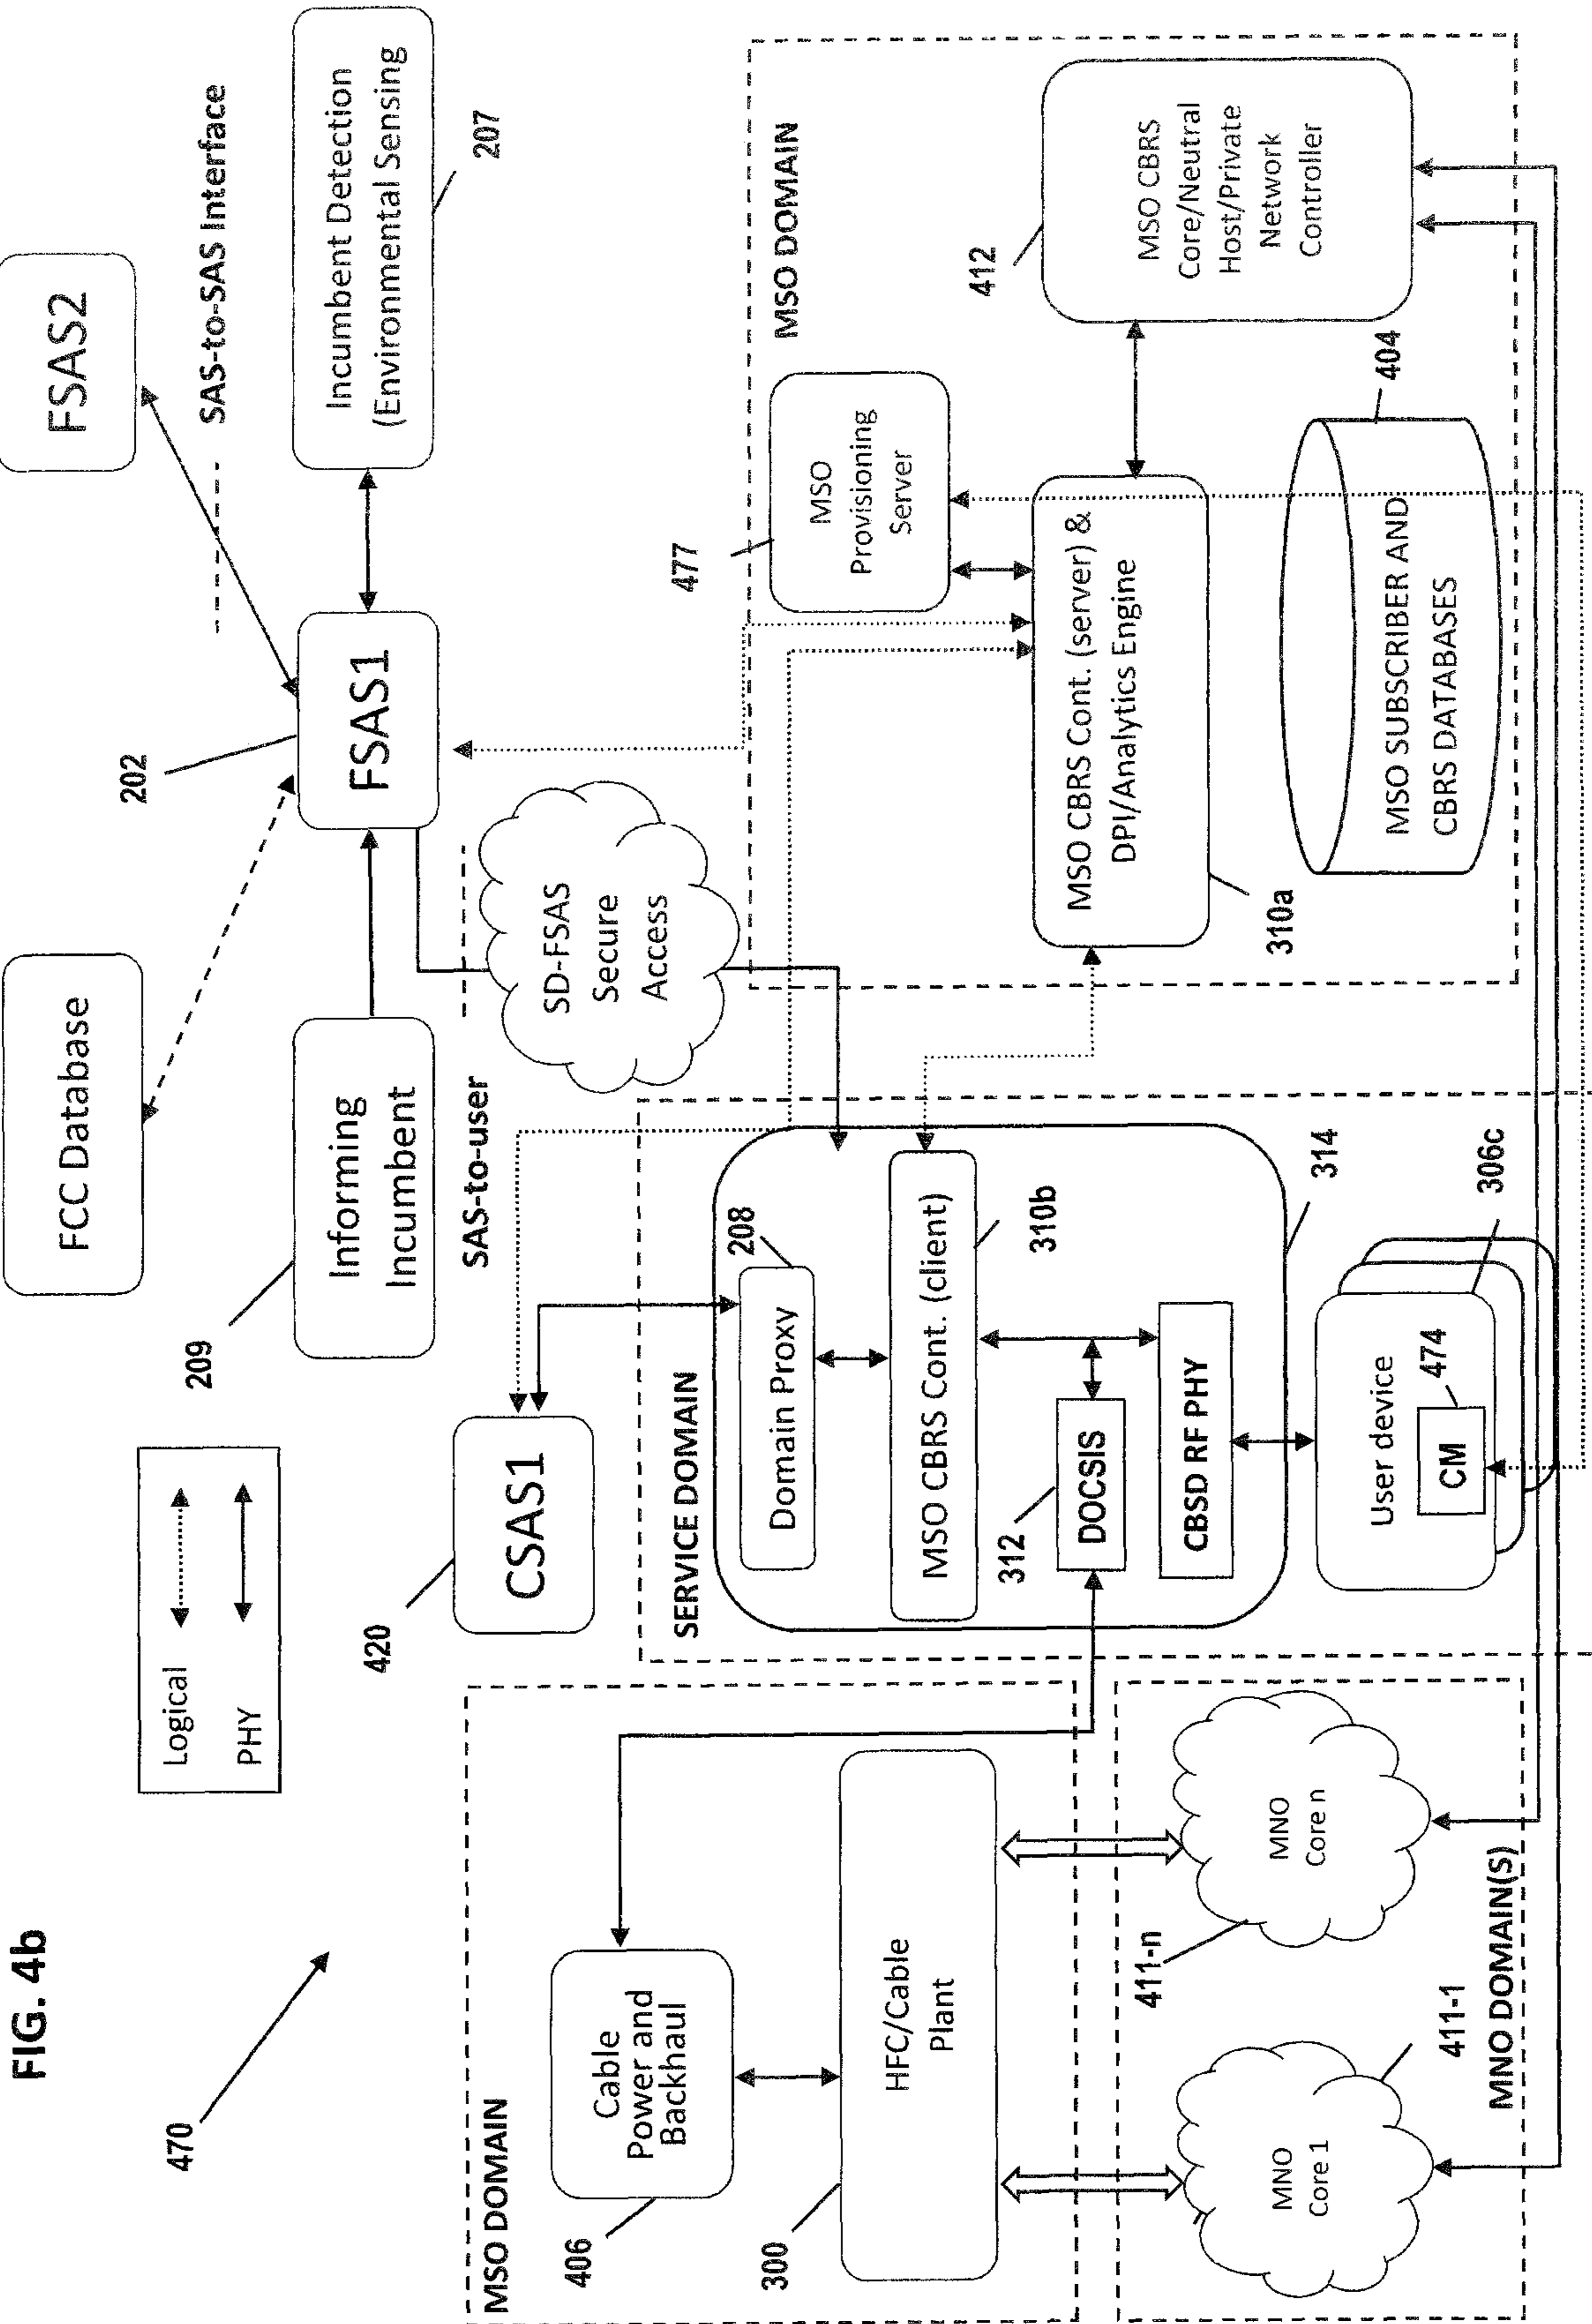 FIG. 4b
470
Logical
PHY
FCC Database
FSAS2
209
Informing
Incumbent
202
FSAS1
SAS-to-SAS Interface
Incumbent Detection
(Environmental Sensing
207
SAS-to-user
SD-FSAS
Secure
Access
420
CSAS1
MSO DOMAIN
Cable
Power and
Backhaul
406
HFC/Cable
Plant
300
SERVICE DOMAIN
Domain Proxy
208
MSO CBRS Cont. (client)
310b
312
DOCSIS
CBSD RF PHY
314
User device
CM
474
306c
MSO DOMAIN
477
MSO
Provisioning
Server
412
MSO CBRS
Core/Neutral
Host/Private
Network
Controller
MSO CBRS Cont. (server) &
DPI/Analytics Engine
310a
404
MSO SUBSCRIBER AND
CBRS DATABASES
MNO
Core 1
411-1
MNO
Core n
411-n
MNO DOMAIN(S)